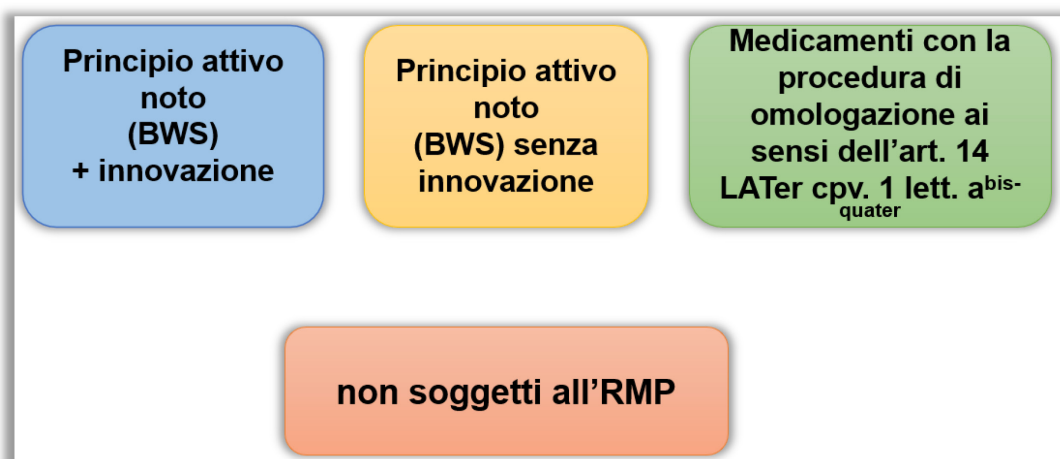 Principio attivo
noto
(BWS)
+ innovazione
Principio attivo
noto
(BWS) senza
innovazione
Medicamenti con la
procedura di
omologazione ai
sensi dell’art. 14
LATer cpv. 1 lett. abis-
quater
non soggetti all’RMP